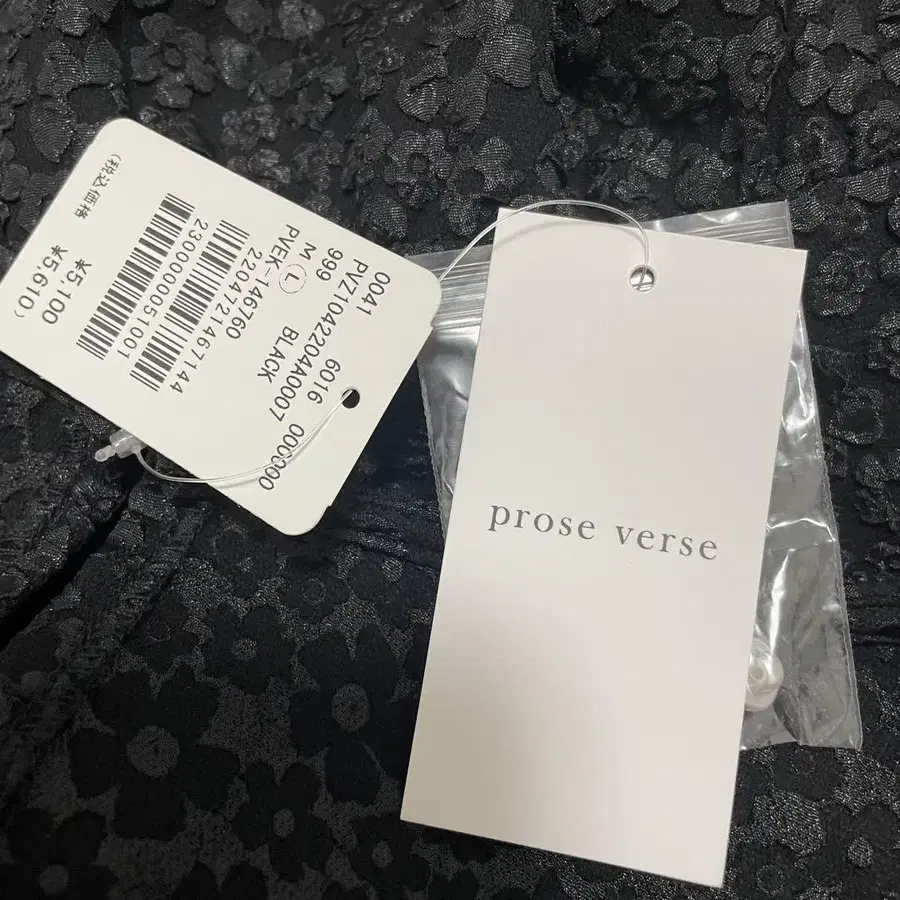 0041 6016 000000
PVZ1042204A0007
999 BLACK
M L
PVEK-146760
2204721467144
2300000051001
¥5,100
(税込価格 ¥5,610)
prose verse